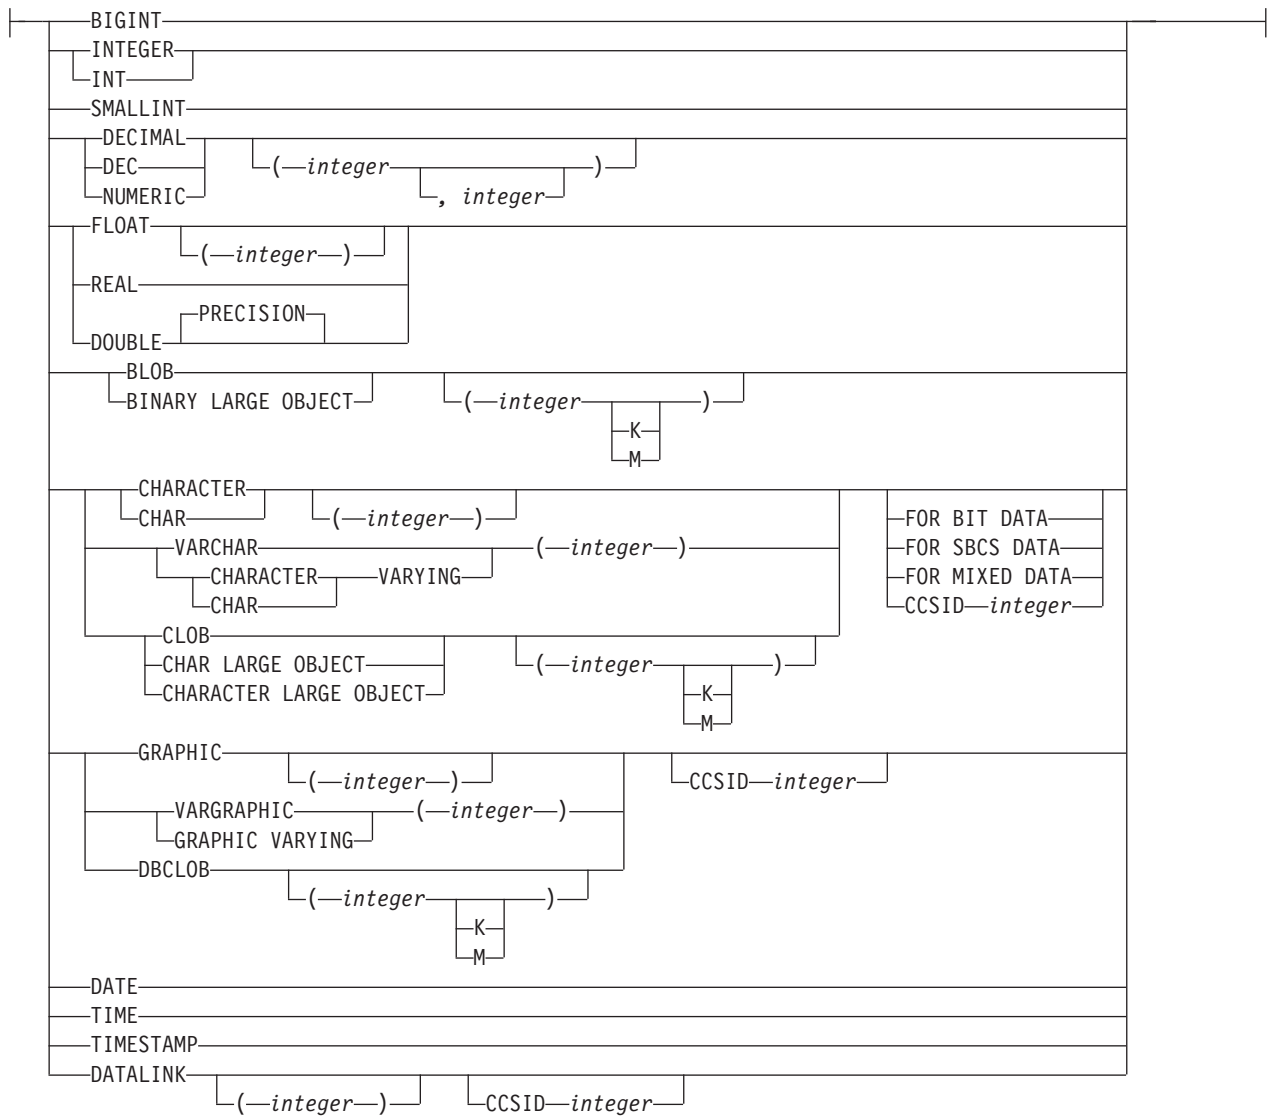 BIGINT
INTEGER
INT
SMALLINT
DECIMAL
DEC ( integer )
NUMERIC , integer
FLOAT
( integer )
REAL
PRECISION
DOUBLE
BLOB
BINARY LARGE OBJECT ( integer )
K
M
CHARACTER
CHAR ( integer ) FOR BIT DATA
VARCHAR ( integer ) FOR SBCS DATA
CHARACTER VARYING FOR MIXED DATA
CHAR CCSID integer
CLOB
CHAR LARGE OBJECT ( integer )
CHARACTER LARGE OBJECT K
M
GRAPHIC
( integer ) CCSID integer
VARGRAPHIC ( integer )
GRAPHIC VARYING
DBCLOB
( integer )
K
M
DATE
TIME
TIMESTAMP
DATALINK
( integer ) CCSID integer